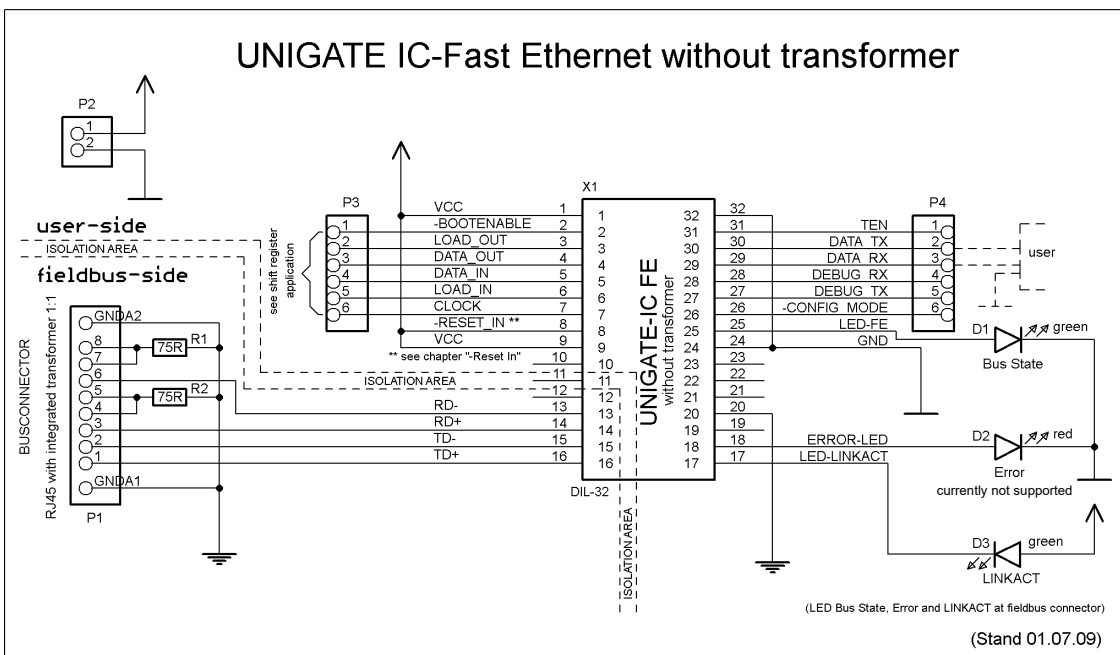 UNIGATE IC-Fast Ethernet without transformer
P2
1
2
user-side
ISOLATION AREA
fieldbus-side
P3
1
2
3
4
5
6
see shift register
application
VCC 1
-BOOTENABLE 2
LOAD_OUT 3
DATA_OUT 4
DATA_IN 5
LOAD_IN 6
CLOCK 7
-RESET_IN ** 8
VCC 9
** see chapter "-Reset In" 10
11
ISOLATION AREA
12
RD- 13
RD+ 14
TD- 15
TD+ 16
X1
1 32
2 31
3 30
4 29
5 28
6 27
7 26
8 25
9 24
10 23
11 22
12 21
13 20
14 19
15 18
16 17
UNIGATE-IC FE
without transformer
DIL-32
ISOLATION AREA
32
31 TEN
30 DATA TX
29 DATA RX
28 DEBUG RX
27 DEBUG TX
26 -CONFIG MODE
25 LED-FE
24 GND
23
22
21
20
19
18 ERROR-LED
17 LED-LINKACT
P4
1
2
3
4
5
6
user
D1 green
Bus State
D2 red
Error
currently not supported
D3 green
LINKACT
BUSCONNECTOR
RJ45 with integrated transformer 1:1
GNDA2
8
7
6
5
4
3
2
1
GNDA1
P1
75R R1
75R R2
(LED Bus State, Error and LINKACT at fieldbus connector)
(Stand 01.07.09)